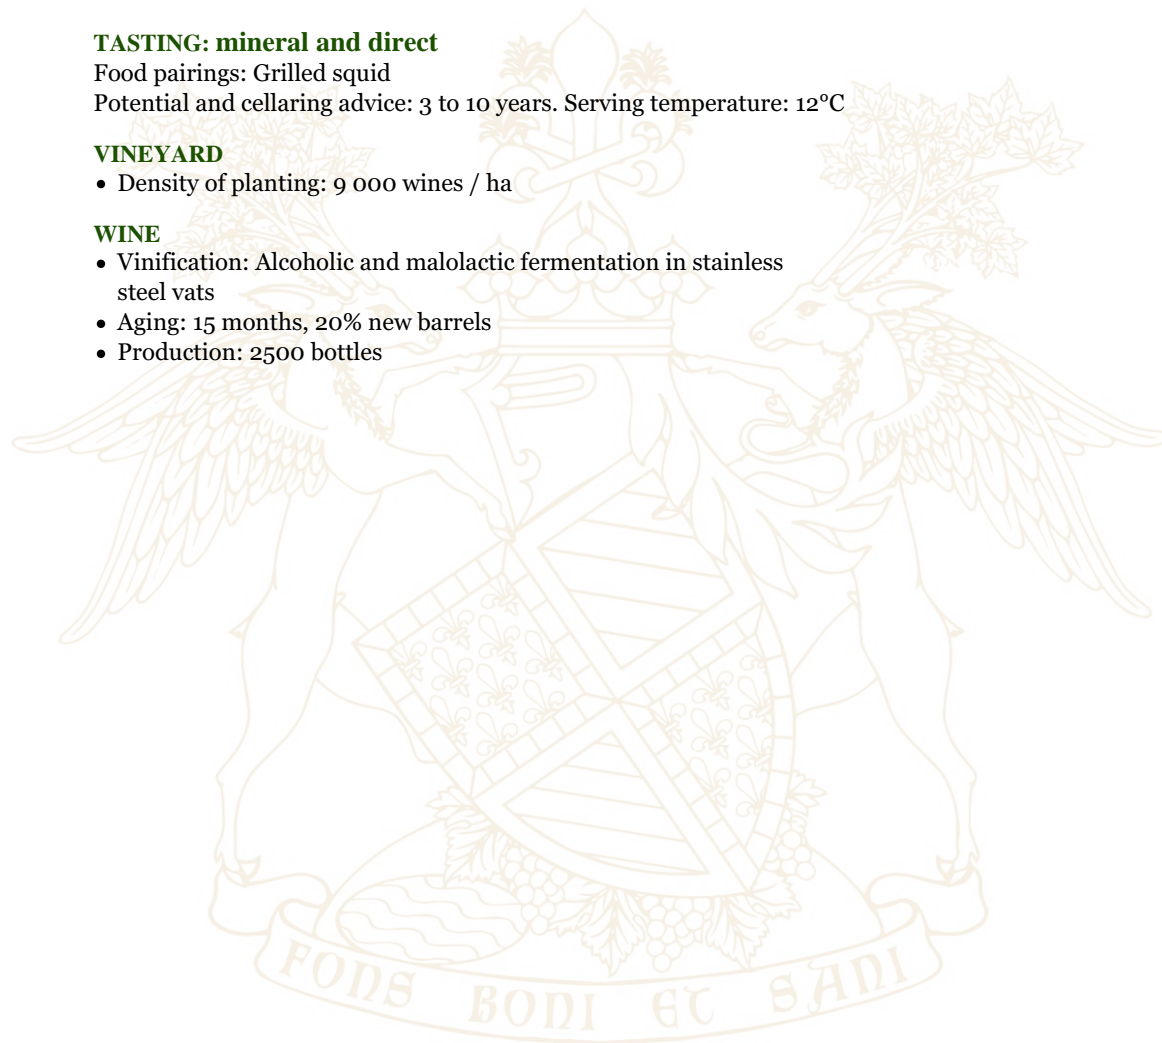 TASTING: mineral and direct
Food pairings: Grilled squid
Potential and cellaring advice: 3 to 10 years. Serving temperature: 12°C
VINEYARD
• Density of planting: 9 000 wines / ha
WINE
• Vinification: Alcoholic and malolactic fermentation in stainless
steel vats
• Aging: 15 months, 20% new barrels
• Production: 2500 bottles
FONS BONI ET SANI